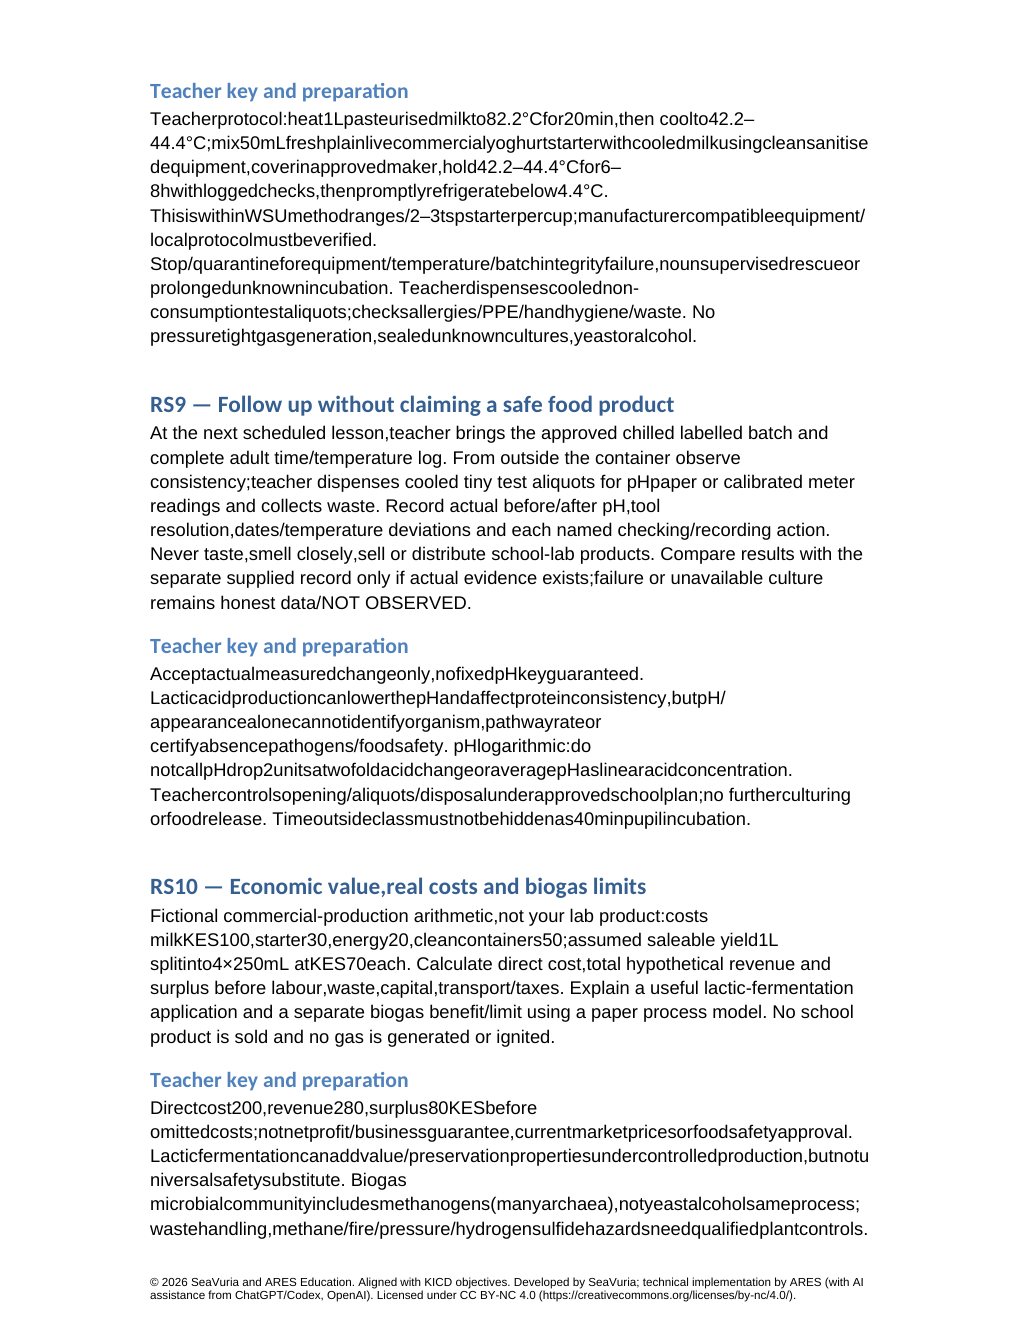 Teacher key and preparation
Teacherprotocol:heat1Lpasteurisedmilkto82.2°Cfor20min,then coolto42.2–
44.4°C;mix50mLfreshplainlivecommercialyoghurtstarterwithcooledmilkusingcleansanitise
dequipment,coverinapprovedmaker,hold42.2–44.4°Cfor6–
8hwithloggedchecks,thenpromptlyrefrigeratebelow4.4°C.
ThisiswithinWSUmethodranges/2–3tspstarterpercup;manufacturercompatibleequipment/
localprotocolmustbeverified.
Stop/quarantineforequipment/temperature/batchintegrityfailure,nounsupervisedrescueor
prolongedunknownincubation. Teacherdispensescoolednon-
consumptiontestaliquots;checksallergies/PPE/handhygiene/waste. No
pressuretightgasgeneration,sealedunknowncultures,yeastoralcohol.
RS9 — Follow up without claiming a safe food product
At the next scheduled lesson,teacher brings the approved chilled labelled batch and
complete adult time/temperature log. From outside the container observe
consistency;teacher dispenses cooled tiny test aliquots for pHpaper or calibrated meter
readings and collects waste. Record actual before/after pH,tool
resolution,dates/temperature deviations and each named checking/recording action.
Never taste,smell closely,sell or distribute school-lab products. Compare results with the
separate supplied record only if actual evidence exists;failure or unavailable culture
remains honest data/NOT OBSERVED.
Teacher key and preparation
Acceptactualmeasuredchangeonly,nofixedpHkeyguaranteed.
LacticacidproductioncanlowerthepHandaffectproteinconsistency,butpH/
appearancealonecannotidentifyorganism,pathwayrateor
certifyabsencepathogens/foodsafety. pHlogarithmic:do
notcallpHdrop2unitsatwofoldacidchangeoraveragepHaslinearacidconcentration.
Teachercontrolsopening/aliquots/disposalunderapprovedschoolplan;no furtherculturing
orfoodrelease. Timeoutsideclassmustnotbehiddenas40minpupilincubation.
RS10 — Economic value,real costs and biogas limits
Fictional commercial-production arithmetic,not your lab product:costs
milkKES100,starter30,energy20,cleancontainers50;assumed saleable yield1L
splitinto4×250mL atKES70each. Calculate direct cost,total hypothetical revenue and
surplus before labour,waste,capital,transport/taxes. Explain a useful lactic-fermentation
application and a separate biogas benefit/limit using a paper process model. No school
product is sold and no gas is generated or ignited.
Teacher key and preparation
Directcost200,revenue280,surplus80KESbefore
omittedcosts;notnetprofit/businessguarantee,currentmarketpricesorfoodsafetyapproval.
Lacticfermentationcanaddvalue/preservationpropertiesundercontrolledproduction,butnotu
niversalsafetysubstitute. Biogas
microbialcommunityincludesmethanogens(manyarchaea),notyeastalcoholsameprocess;
wastehandling,methane/fire/pressure/hydrogensulfidehazardsneedqualifiedplantcontrols.
© 2026 SeaVuria and ARES Education. Aligned with KICD objectives. Developed by SeaVuria; technical implementation by ARES (with AI
assistance from ChatGPT/Codex, OpenAI). Licensed under CC BY-NC 4.0 (https://creativecommons.org/licenses/by-nc/4.0/).